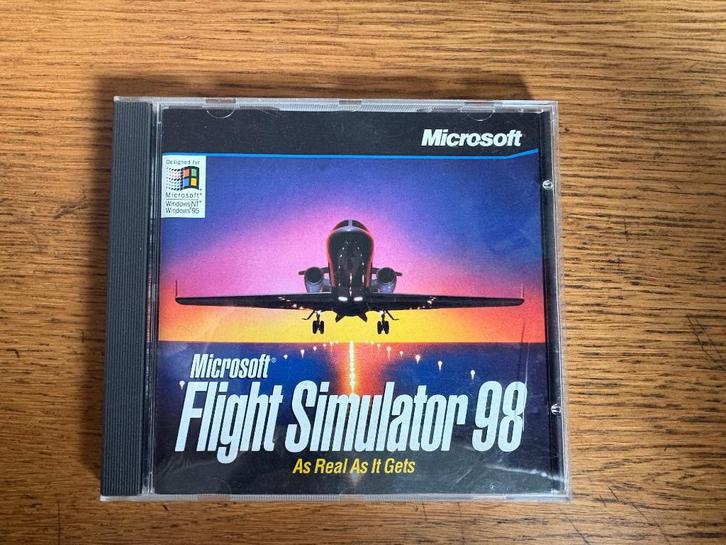 Microsoft
Designed for
Microsoft®
Windows NT®
Windows®95
Microsoft®
Flight Simulator 98
As Real As It Gets